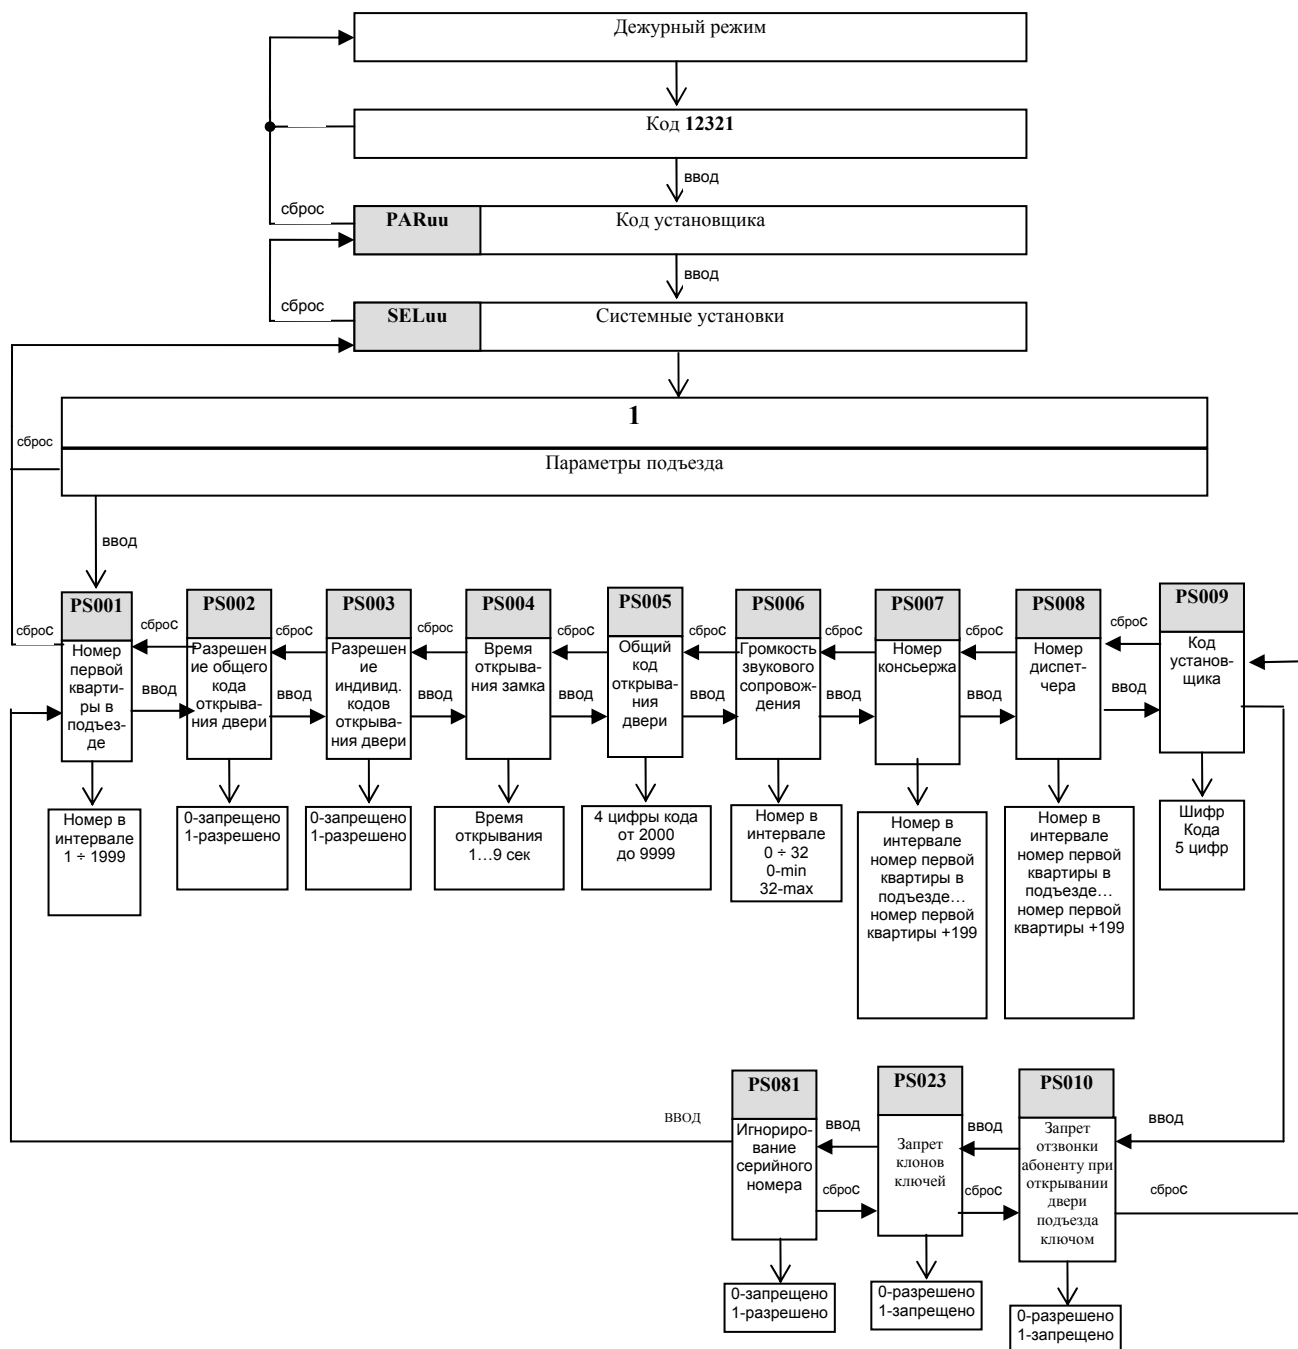 Дежурный режим
Код 12321
ввод
сброс
PARuu
Код установщика
ввод
сброс
SELuu
Системные установки
1
сброс
Параметры подъезда
ввод
PS001
PS002
PS003
PS004
PS005
PS006
PS007
PS008
PS009
сброс
сброс
сброс
сброс
сброс
сброс
сброс
сброс
сброс
Номер
первой
кварти-
ры в
подъез-
де
Разрешен
ие общего
кода
открыва-
ния двери
Разрешен
ие
индивид.
кодов
открыва-
ния двери
Время
открыва-
ния замка
Общий
код
открыва-
ния
двери
Громкость
звукового
сопровож-
дения
Номер
консьержа
Номер
диспет-
чера
Код
установ-
щика
ввод
ввод
ввод
ввод
ввод
ввод
ввод
ввод
Номер в
интервале
1 ÷ 1999
0-запрещено
1-разрешено
0-запрещено
1-разрешено
Время
открывания
1…9 сек
4 цифры кода
от 2000
до 9999
Номер в
интервале
0 ÷ 32
0-min
32-max
Номер в
интервале
номер первой
квартиры в
подъезде…
номер первой
квартиры +199
Номер в
интервале
номер первой
квартиры в
подъезде…
номер первой
квартиры +199
Шифр
Кода
5 цифр
PS081
PS023
PS010
ввод
ввод
ввод
ввод
Игнориро-
вание
серийного
номера
Запрет
клонов
ключей
Запрет
отзвонки
абоненту при
открывании
двери
подъезда
ключом
сброс
сброс
сброс
0-запрещено
1-разрешено
0-разрешено
1-запрещено
0-разрешено
1-запрещено